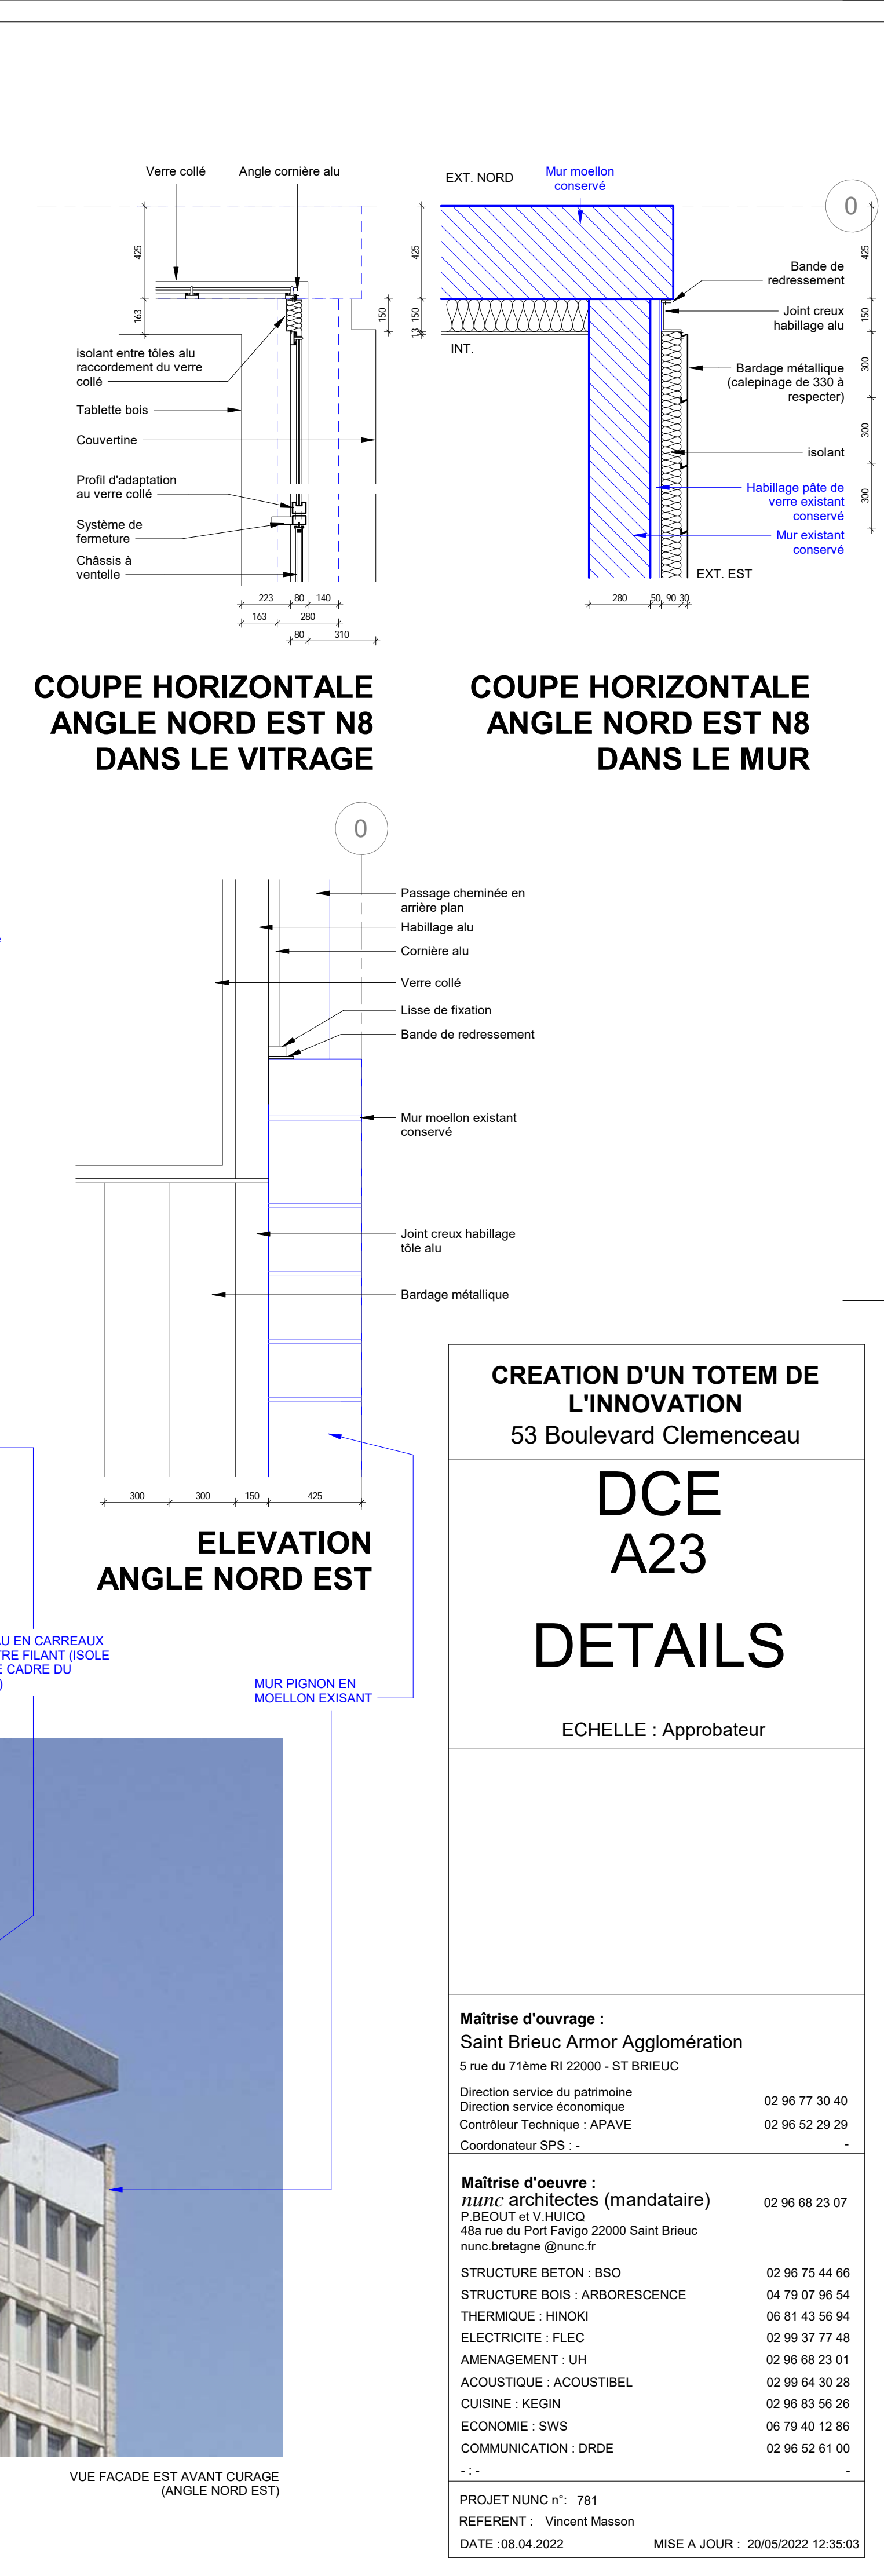 Verre collé
Angle cornière alu
425
163
150
isolant entre tôles alu
raccordement du verre
collé
Tablette bois
Couvertine
Profil d'adaptation
au verre collé
Système de
fermeture
Châssis à
ventelle
223
80
140
163
280
80
310
COUPE HORIZONTALE
ANGLE NORD EST N8
DANS LE VITRAGE
EXT. NORD
Mur moellon
conservé
0
425
150
13
INT.
425
150
300
300
300
Bande de
redressement
Joint creux
habillage alu
Bardage métallique
(calepinage de 330 à
respecter)
isolant
Habillage pâte de
verre existant
conservé
Mur existant
conservé
EXT. EST
280
50
90
30
COUPE HORIZONTALE
ANGLE NORD EST N8
DANS LE MUR
0
Passage cheminée en
arrière plan
Habillage alu
Cornière alu
Verre collé
Lisse de fixation
Bande de redressement
Mur moellon existant
conservé
Joint creux habillage
tôle alu
Bardage métallique
300
300
150
425
ELEVATION
ANGLE NORD EST
U EN CARREAUX
TRE FILANT (ISOLE
E CADRE DU
)
MUR PIGNON EN
MOELLON EXISANT
VUE FACADE EST AVANT CURAGE
(ANGLE NORD EST)
CREATION D'UN TOTEM DE
L'INNOVATION
53 Boulevard Clemenceau
DCE
A23
DETAILS
ECHELLE : Approbateur
Maîtrise d'ouvrage :
Saint Brieuc Armor Agglomération
5 rue du 71ème RI 22000 - ST BRIEUC
Direction service du patrimoine
Direction service économique 02 96 77 30 40
Contrôleur Technique : APAVE 02 96 52 29 29
Coordonateur SPS : - -
Maîtrise d'oeuvre :
nunc architectes (mandataire) 02 96 68 23 07
P.BEOUT et V.HUICQ
48a rue du Port Favigo 22000 Saint Brieuc
nunc.bretagne @nunc.fr
STRUCTURE BETON : BSO 02 96 75 44 66
STRUCTURE BOIS : ARBORESCENCE 04 79 07 96 54
THERMIQUE : HINOKI 06 81 43 56 94
ELECTRICITE : FLEC 02 99 37 77 48
AMENAGEMENT : UH 02 96 68 23 01
ACOUSTIQUE : ACOUSTIBEL 02 99 64 30 28
CUISINE : KEGIN 02 96 83 56 26
ECONOMIE : SWS 06 79 40 12 86
COMMUNICATION : DRDE 02 96 52 61 00
- : - -
PROJET NUNC n°: 781
REFERENT : Vincent Masson
DATE :08.04.2022 MISE A JOUR : 20/05/2022 12:35:03